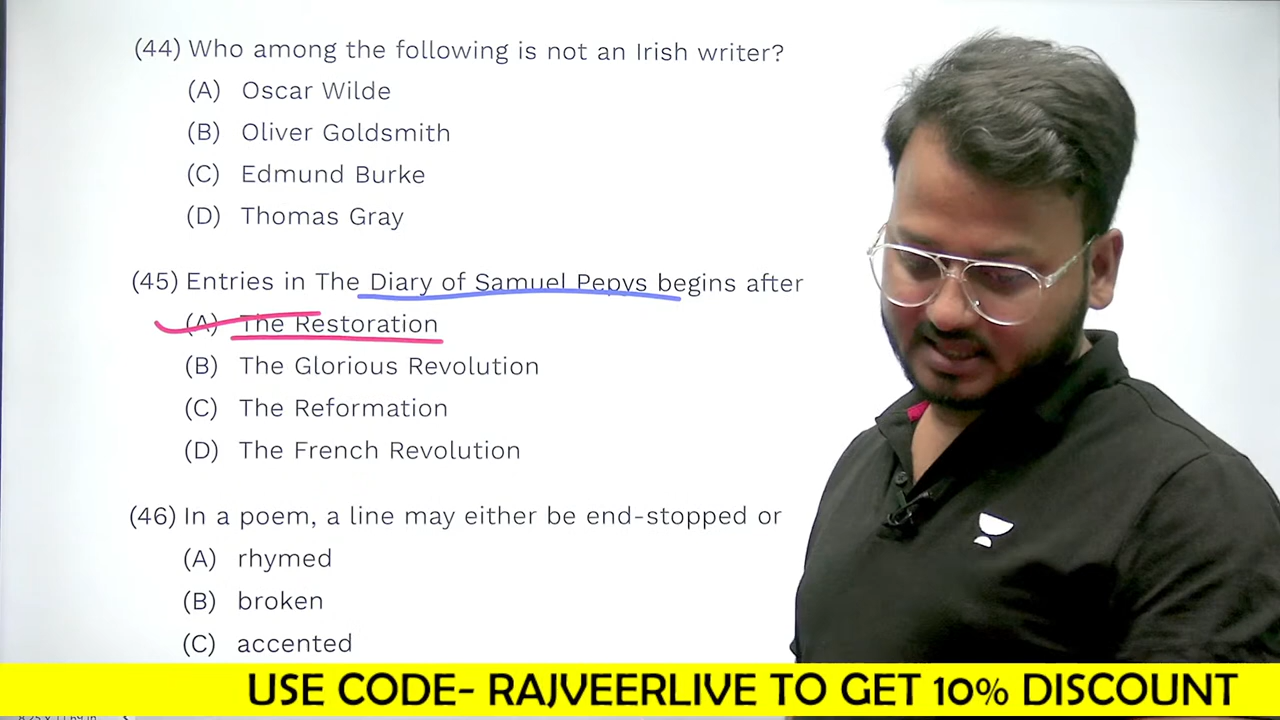 (44) Who among the following is not an Irish writer?
(A) Oscar Wilde
(B) Oliver Goldsmith
(C) Edmund Burke
(D) Thomas Gray
(45) Entries in The Diary of Samuel Pepys begins after
(A) The Restoration
(B) The Glorious Revolution
(C) The Reformation
(D) The French Revolution
(46) In a poem, a line may either be end-stopped or
(A) rhymed
(B) broken
(C) accented
USE CODE- RAJVEERLIVE TO GET 10% DISCOUNT